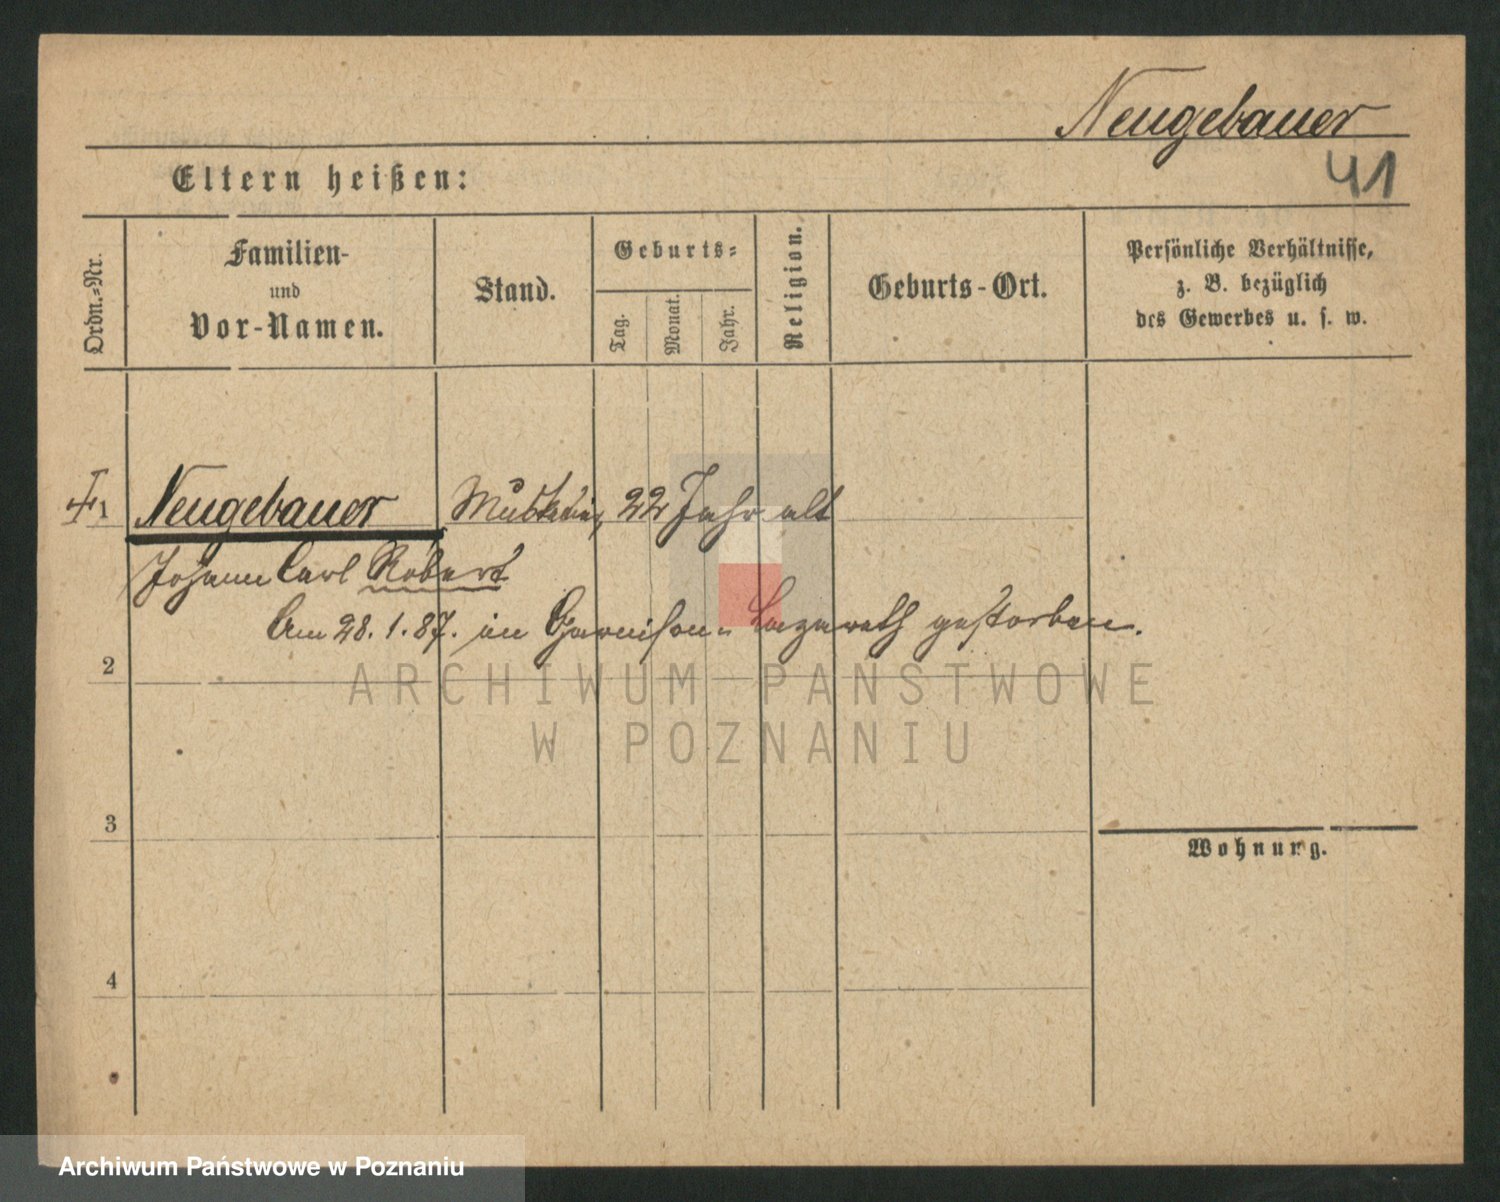 Neugebauer
41
Eltern heißen:
Ordn.-Nr.
Familien-
und
Vor-Namen.
Stand.
Geburts-
Tag.
Monat.
Jahr.
Religion.
Geburts-Ort.
Persönliche Verhältnisse,
z. B. bezüglich
des Gewerbes u. s. w.
1 Neugebauer Musketier, 22 Jahr alt
Johann Carl Robert
Am 28.1.87. im Garnison-Lazareth gestorben.
2
ARCHIWUM PAŃSTWOWE
W POZNANIU
3
Wohnung.
4
Archiwum Państwowe w Poznaniu